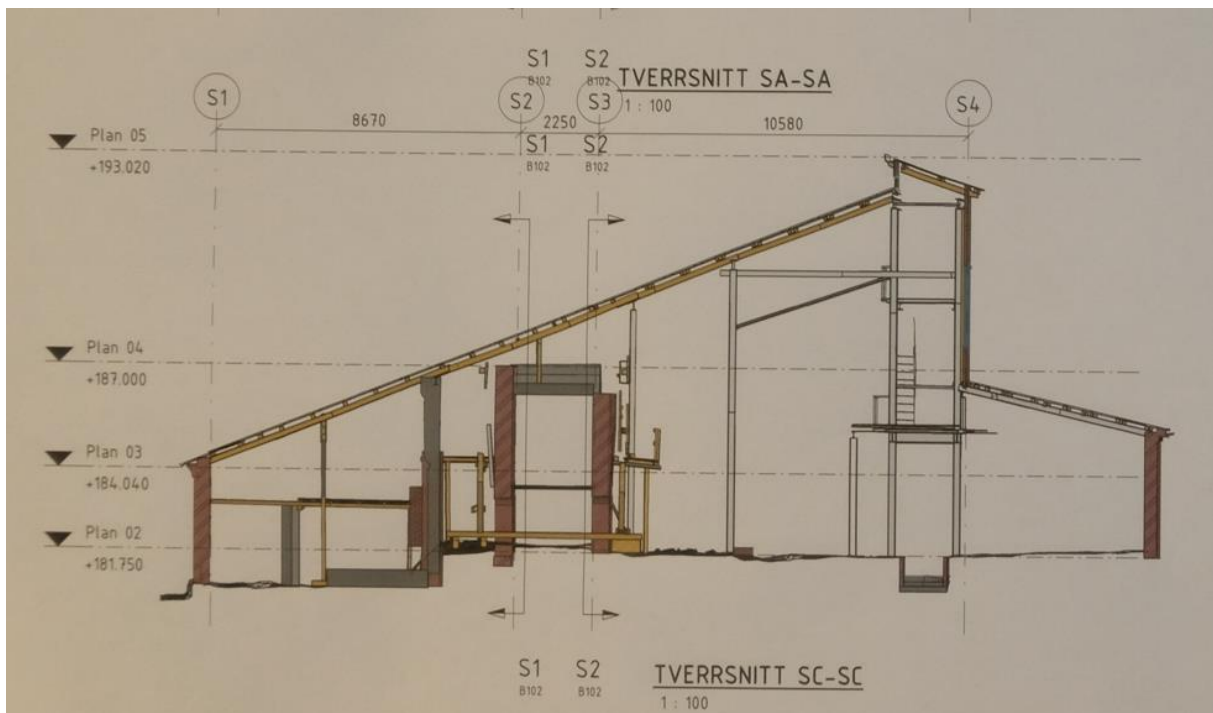 S1 S2
B102 B102
TVERRSNITT SA-SA
1 : 100
S1 S2 S3 S4
8670 2250 10580
Plan 05
+193.020
S1 S2
B102 B102
Plan 04
+187.000
Plan 03
+184.040
Plan 02
+181.750
S1 S2
B102 B102
TVERRSNITT SC-SC
1 : 100